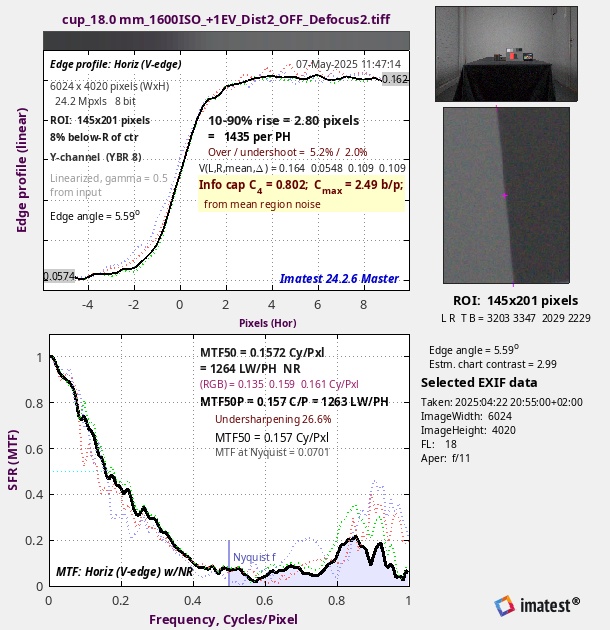 cup_18.0 mm_1600ISO_+1EV_Dist2_OFF_Defocus2.tiff
Edge profile: Horiz (V-edge)
07-May-2025 11:47:14
0.162
6024 x 4020 pixels (WxH)
24.2 Mpxls   8 bit
ROI:  145x201 pixels
8% below-R of ctr
Y-channel  (YBR 8)
Linearized, gamma = 0.5
from input
Edge angle = 5.59º
10-90% rise = 2.80 pixels
=  1435 per PH
Over / undershoot =  5.2% /  2.0%
V(L,R,mean,Δ) = 0.164  0.0548  0.109  0.109
Info cap C4 = 0.802;  Cmax = 2.49 b/p;
from mean region noise
Edge profile (linear)
0.0574
Imatest 24.2.6 Master
-4 -2 0 2 4 6 8
Pixels (Hor)
ROI:  145x201 pixels
L R  T B = 3203 3347  2029 2229
MTF50 = 0.1572 Cy/Pxl
= 1264 LW/PH  NR
(RGB) = 0.135  0.159  0.161 Cy/Pxl
MTF50P = 0.157 C/P = 1263 LW/PH
Undersharpening 26.6%
MTF50 = 0.157 Cy/Pxl
MTF at Nyquist = 0.0701
SFR (MTF)
1
0.8
0.6
0.4
0.2
0
Nyquist f
MTF: Horiz (V-edge) w/NR
0 0.2 0.4 0.6 0.8 1
Frequency, Cycles/Pixel
Edge angle = 5.59º
Estm. chart contrast = 2.99
Selected EXIF data
Taken: 2025:04:22 20:55:00+02:00
ImageWidth:  6024
ImageHeight:  4020
FL:   18
Aper:  f/11
imatest®